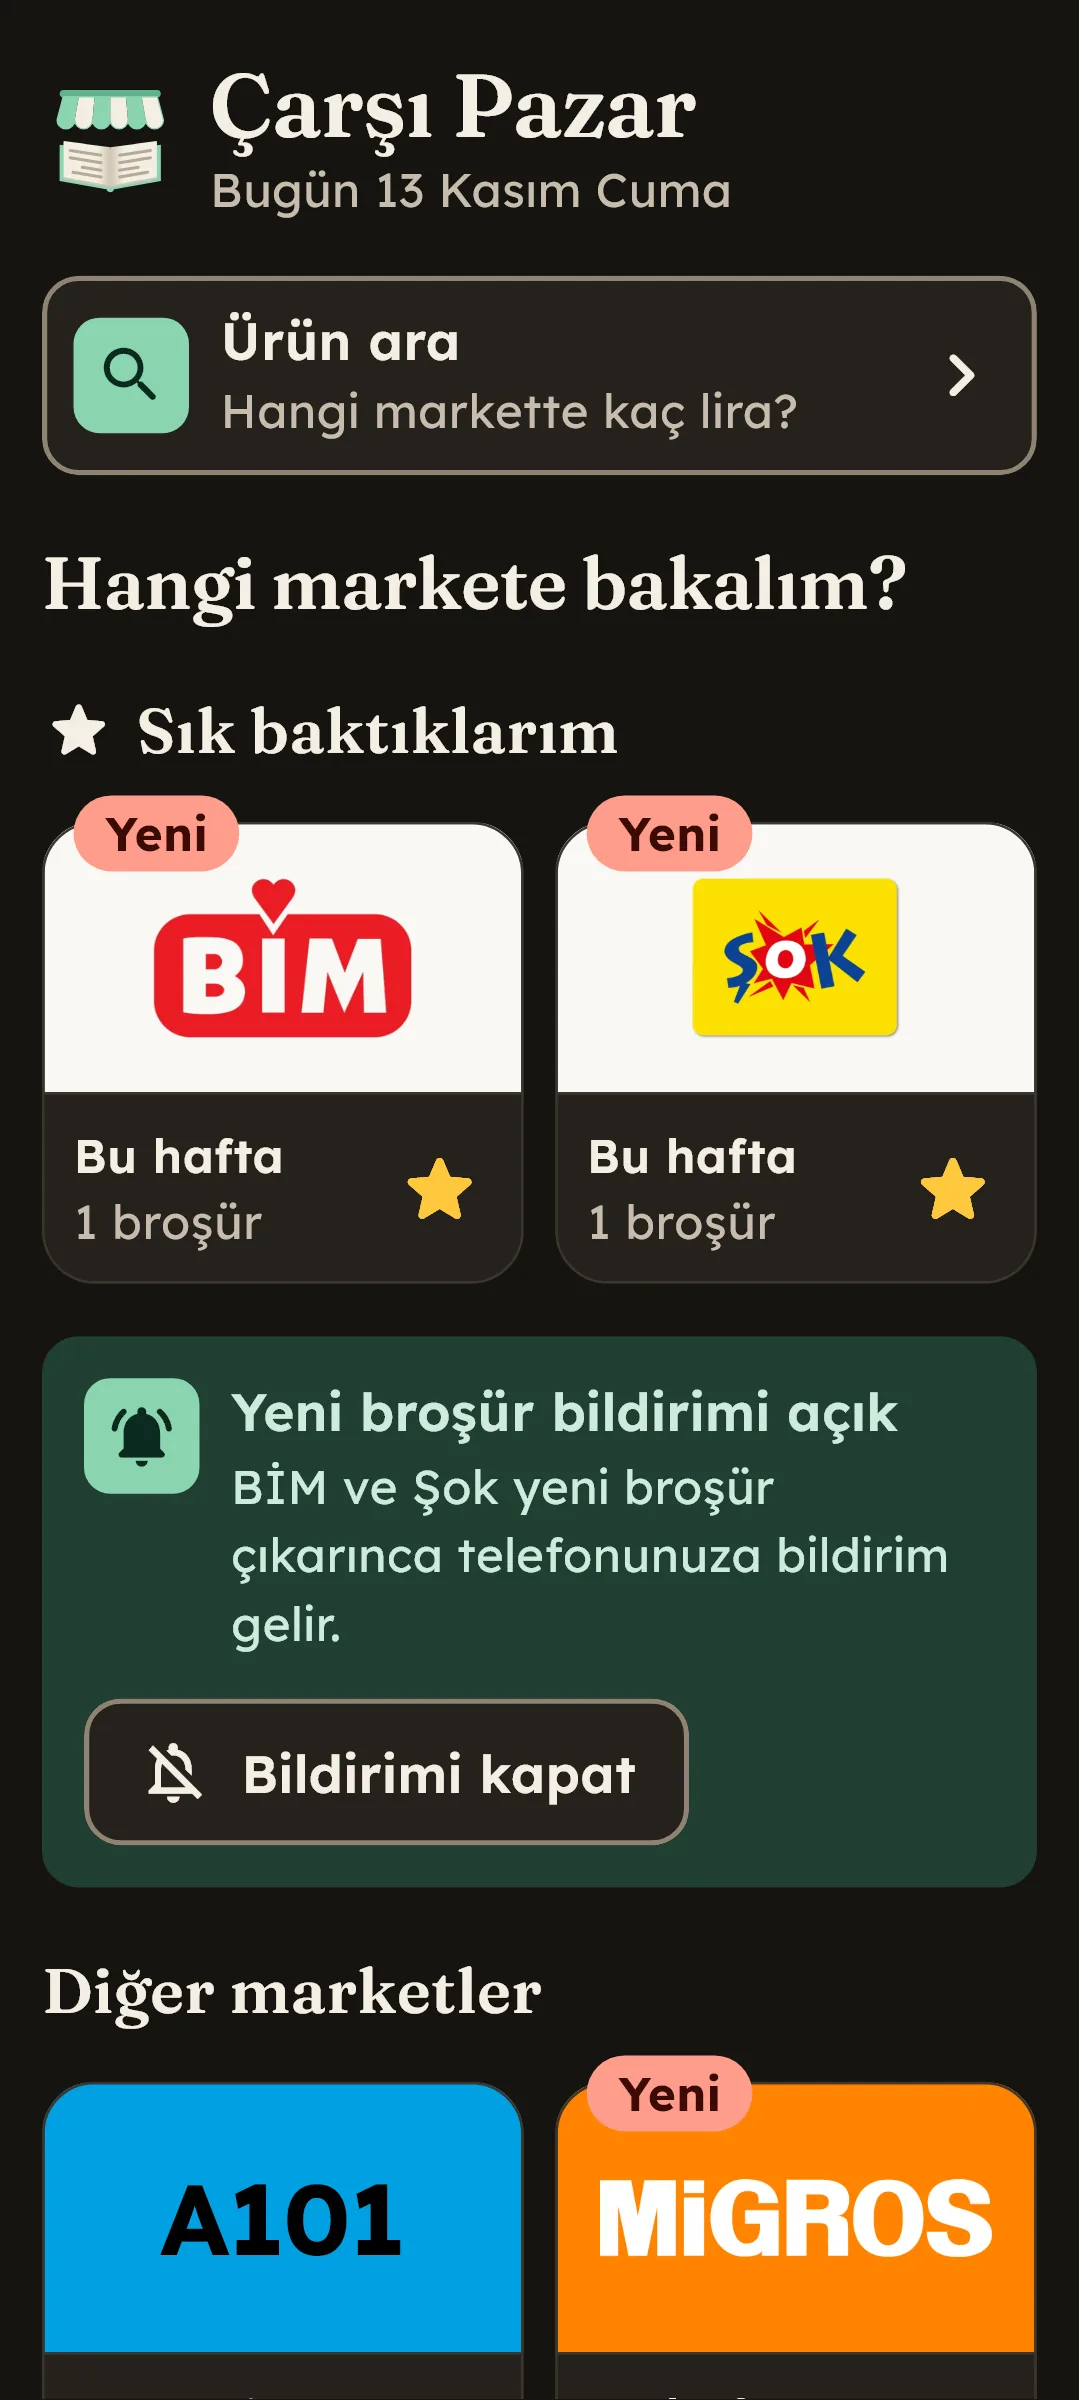 Çarşı Pazar
Bugün 13 Kasım Cuma
Ürün ara
Hangi markette kaç lira?
Hangi markete bakalım?
Sık baktıklarım
Yeni
Yeni
BİM
ŞOK
Bu hafta
1 broşür
Bu hafta
1 broşür
Yeni broşür bildirimi açık
BİM ve Şok yeni broşür
çıkarınca telefonunuza bildirim
gelir.
Bildirimi kapat
Diğer marketler
Yeni
A101
MiGROS